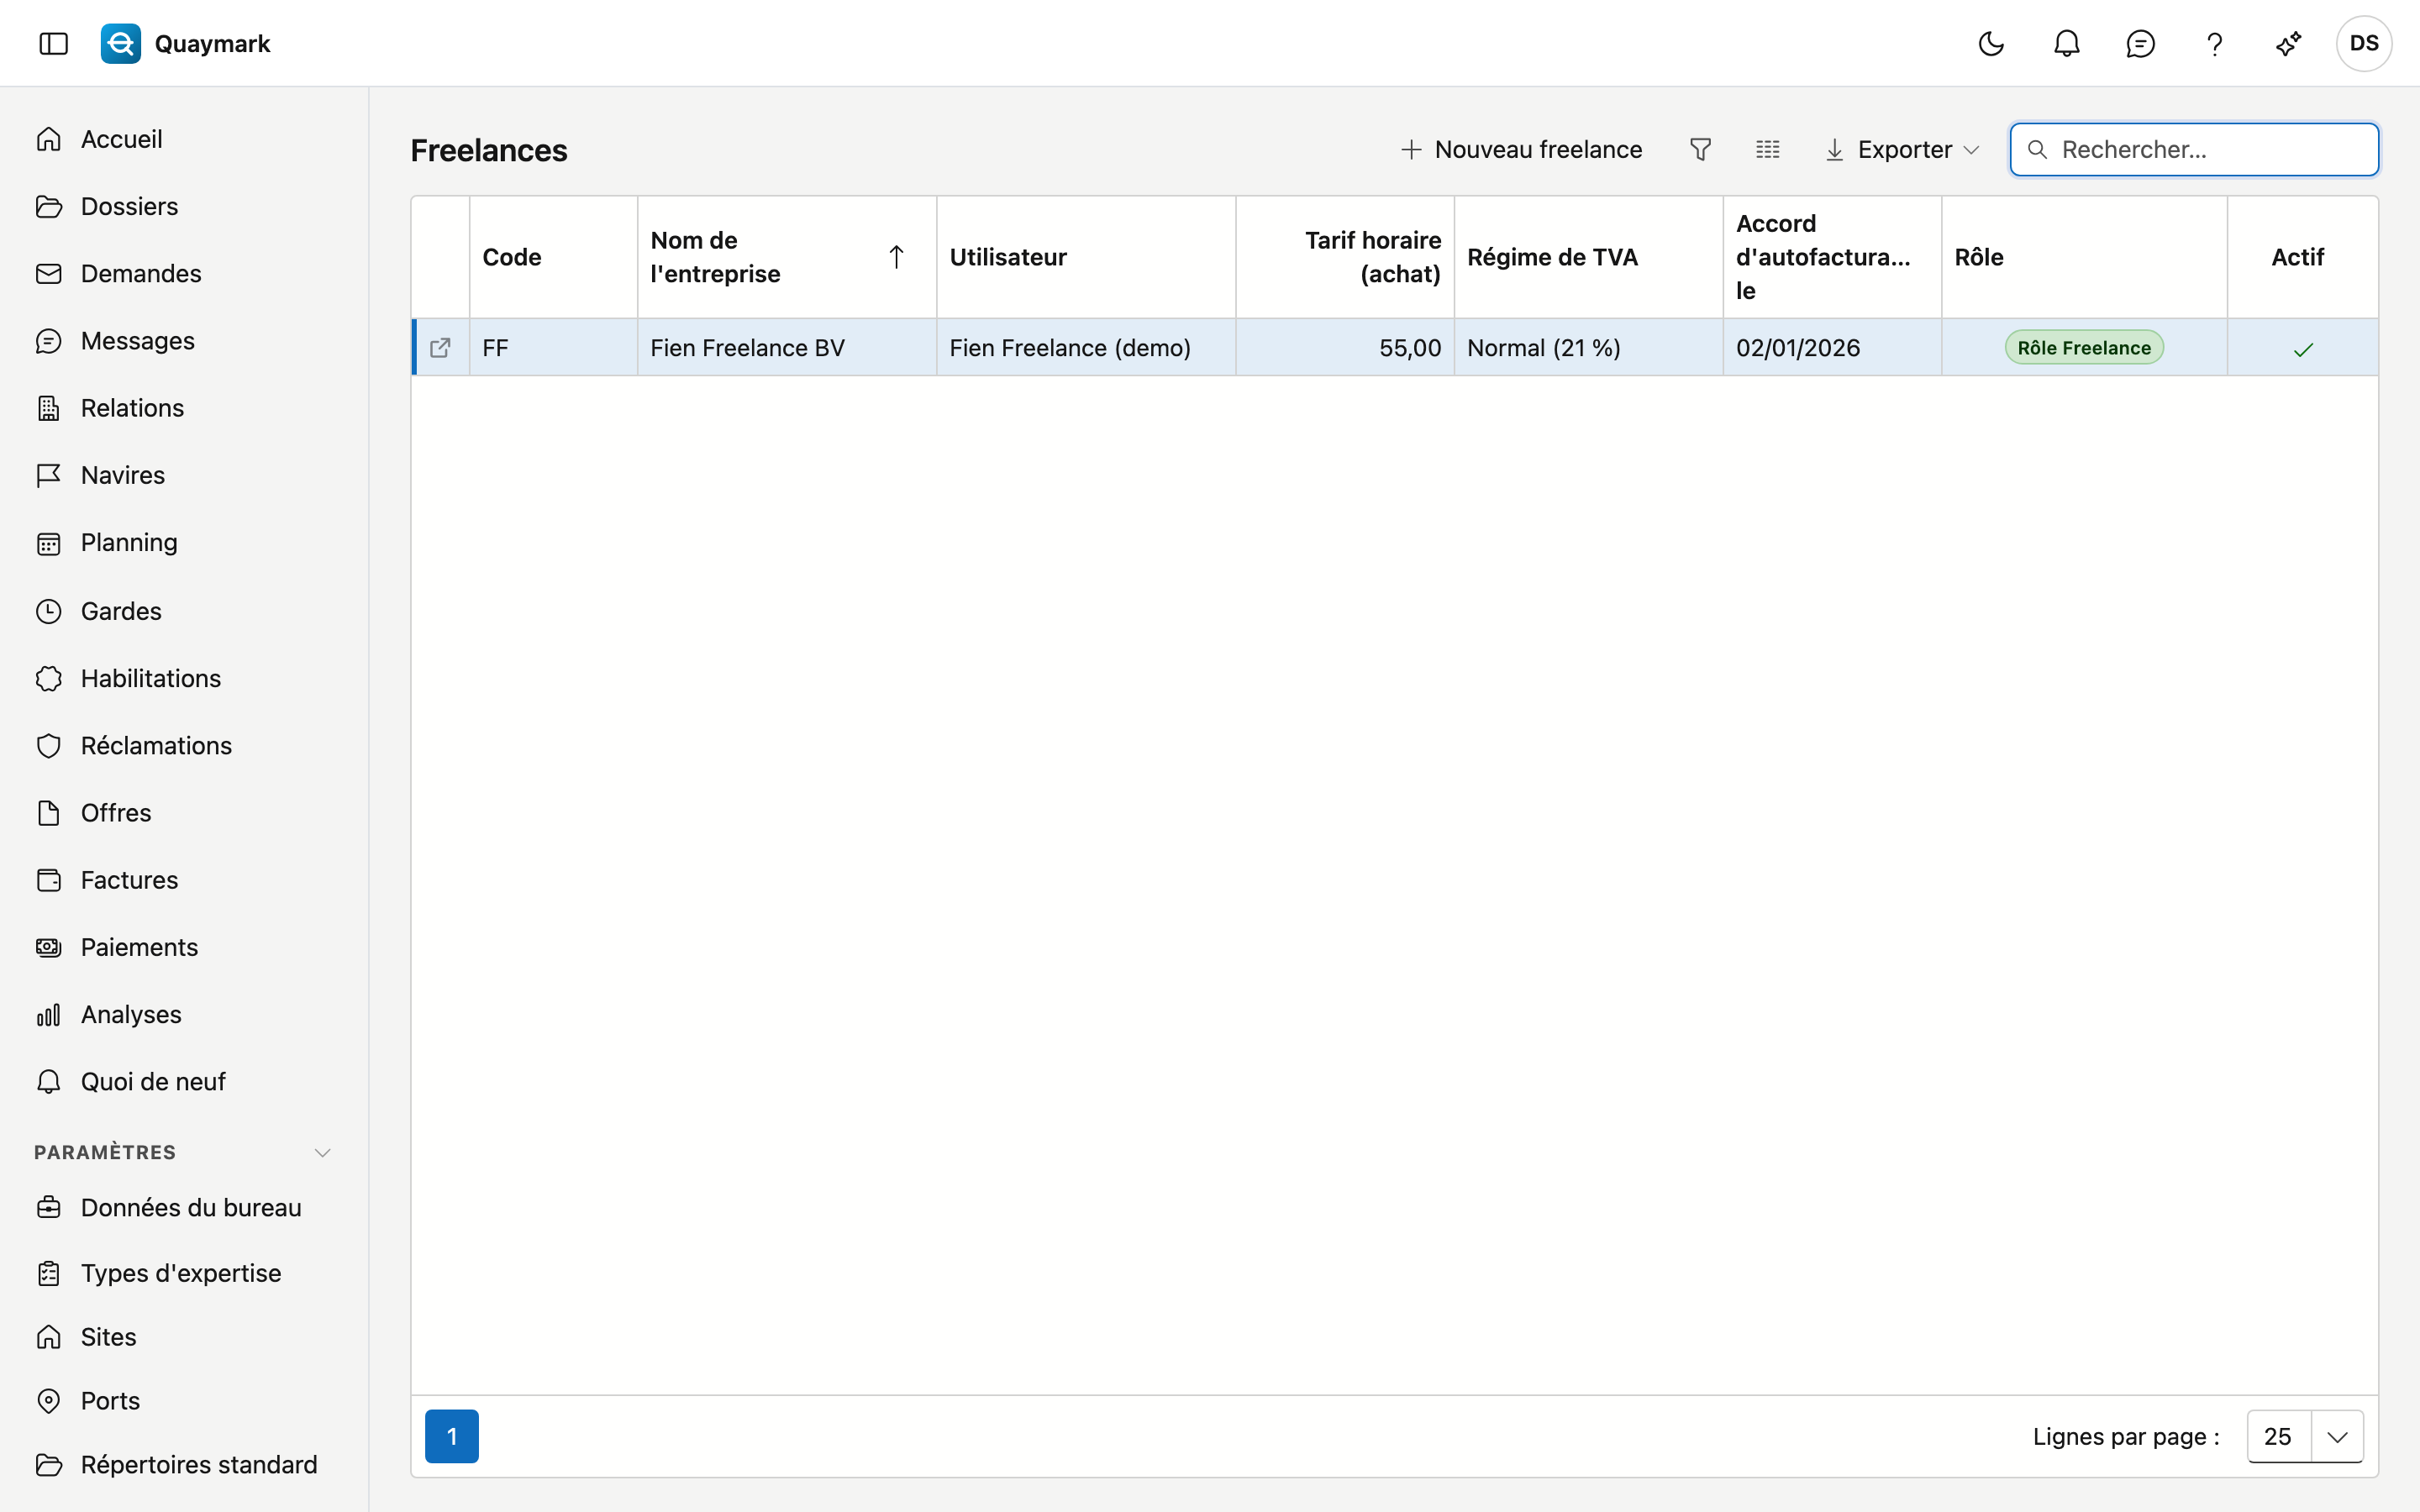 Quaymark
DS
Accueil
Dossiers
Demandes
Messages
Relations
Navires
Planning
Gardes
Habilitations
Réclamations
Offres
Factures
Paiements
Analyses
Quoi de neuf
PARAMÈTRES
Données du bureau
Types d'expertise
Sites
Ports
Répertoires standard
Freelances
Nouveau freelance
Exporter
Rechercher...
Code
Nom de
l'entreprise
Utilisateur
Tarif horaire
(achat)
Régime de TVA
Accord
d'autofactura...
le
Rôle
Actif
FF
Fien Freelance BV
Fien Freelance (demo)
55,00
Normal (21 %)
02/01/2026
Rôle Freelance
1
Lignes par page :
25